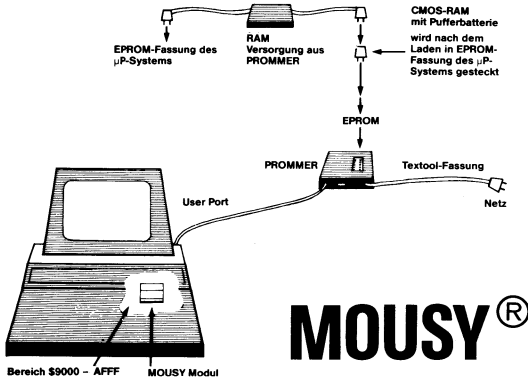 CMOS-RAM
mit Pufferbatterie
EPROM-Fassung des
µP-Systems
RAM
Versorgung aus
PROMMER
wird nach dem
Laden in EPROM-
Fassung des µP-
Systems gesteckt
EPROM
PROMMER
Textool-Fassung
User Port
Netz
MOUSY®
Bereich $9000 – AFFF
MOUSY Modul